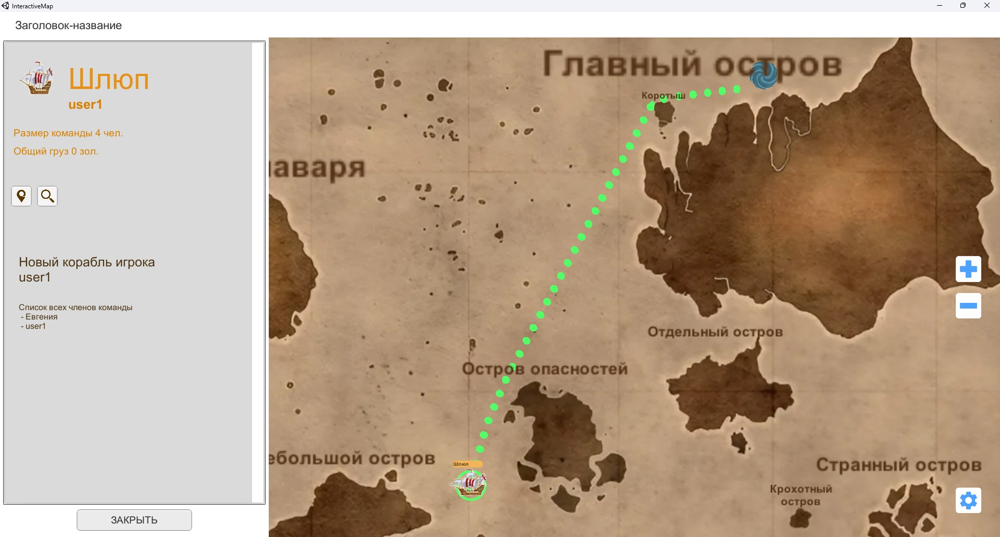 InteractiveMap
Заголовок-название
Шлюп
user1
Размер команды 4 чел.
Общий груз 0 зол.
Новый корабль игрока
user1
Список всех членов команды
- Евгения
- user1
ЗАКРЫТЬ
Главный остров
Коротыш
аваря
Отдельный остров
Остров опасностей
ебольшой остров
Шлюп
Странный остров
Крохотный
остров